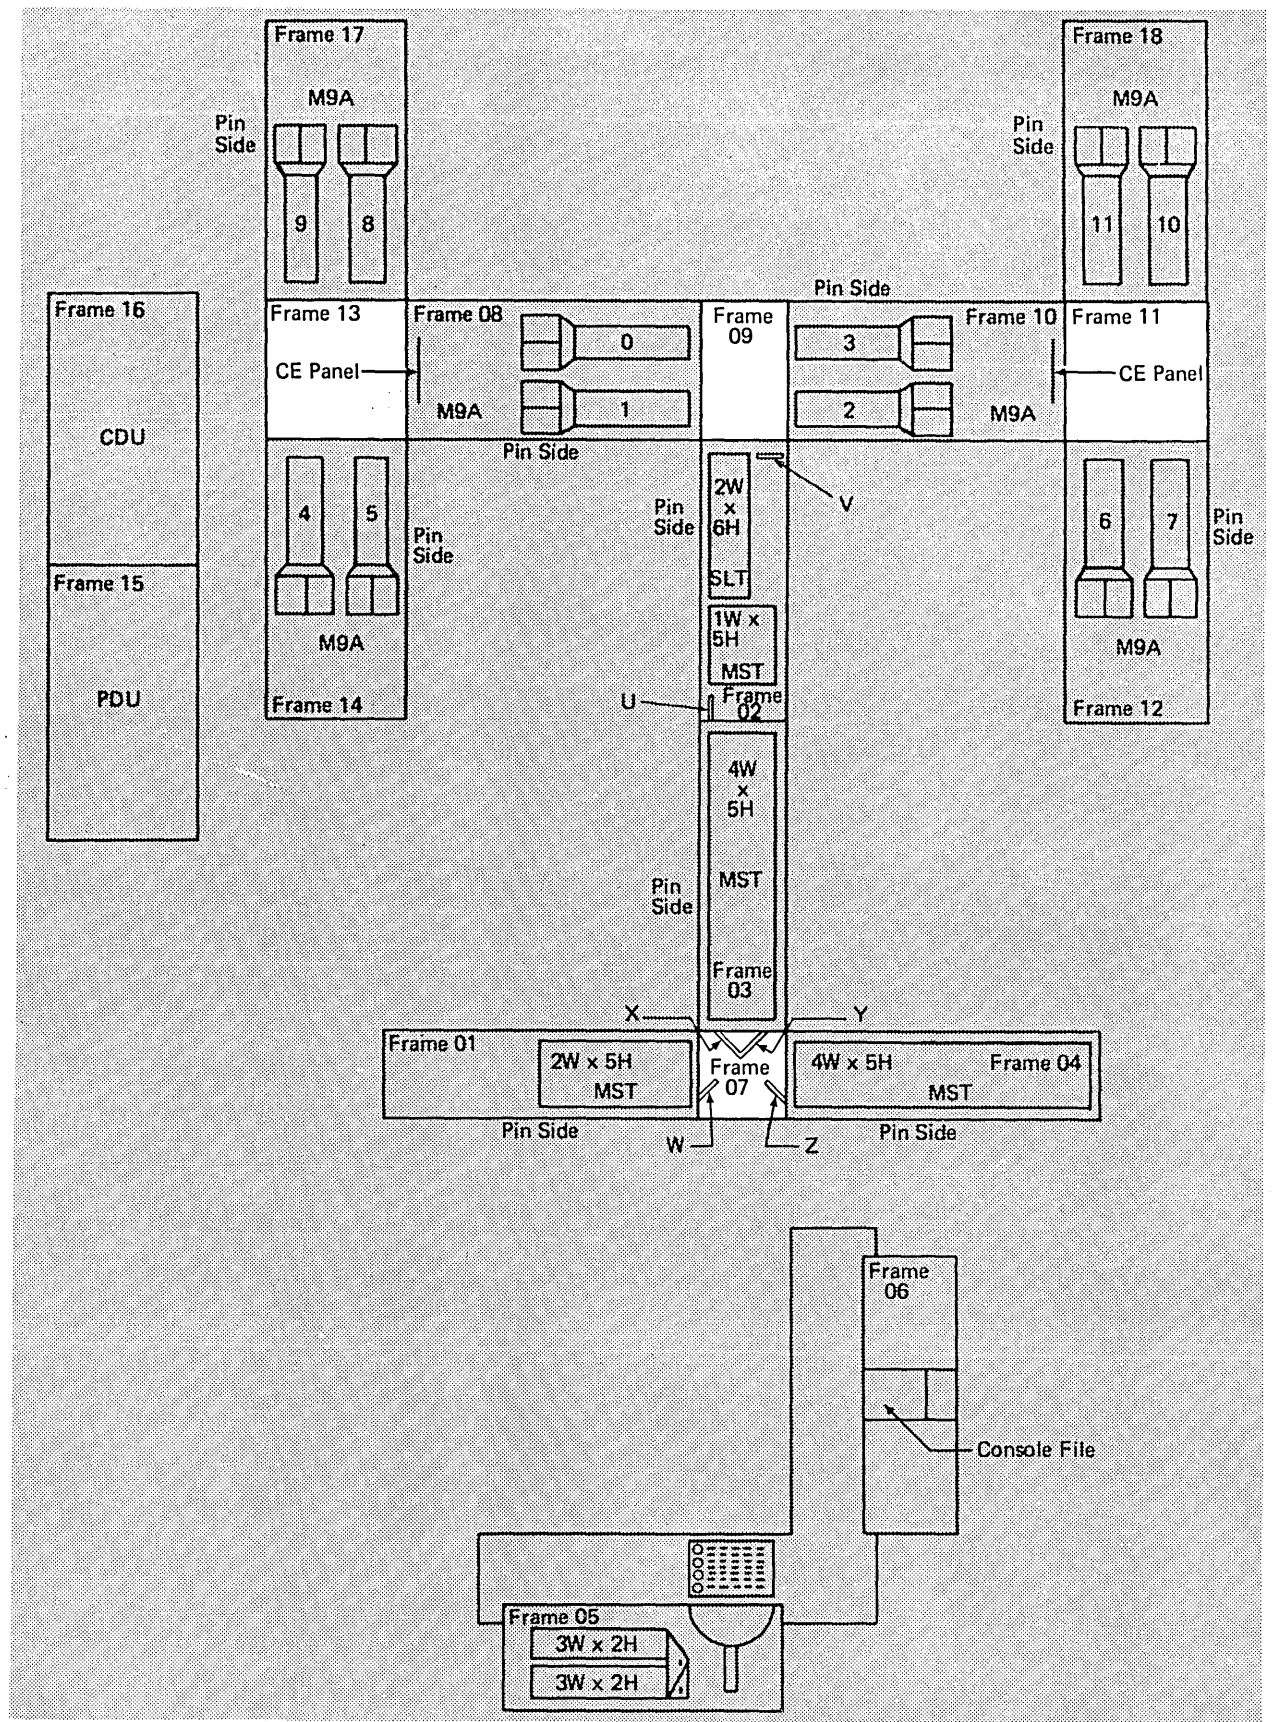 Frame 17
M9A
Pin
Side
9
8
Frame 18
M9A
Pin
Side
11
10
Pin Side
Frame 16
CDU
Frame 13
CE Panel
Frame 08
M9A
0
1
Pin Side
Frame
09
3
2
Frame 10
M9A
Frame 11
CE Panel
4
5
Pin
Side
M9A
Frame 14
Frame 15
PDU
Pin
Side
2W
x
6H
SLT
V
1W x
5H
MST
U
Frame
02
6
7
Pin
Side
M9A
Frame 12
4W
x
5H
MST
Pin
Side
Frame
03
X
Y
Frame 01
2W x 5H
MST
Frame
07
4W x 5H
Frame 04
MST
Pin Side
W
Z
Pin Side
Frame
06
Console File
Frame 05
3W x 2H
3W x 2H